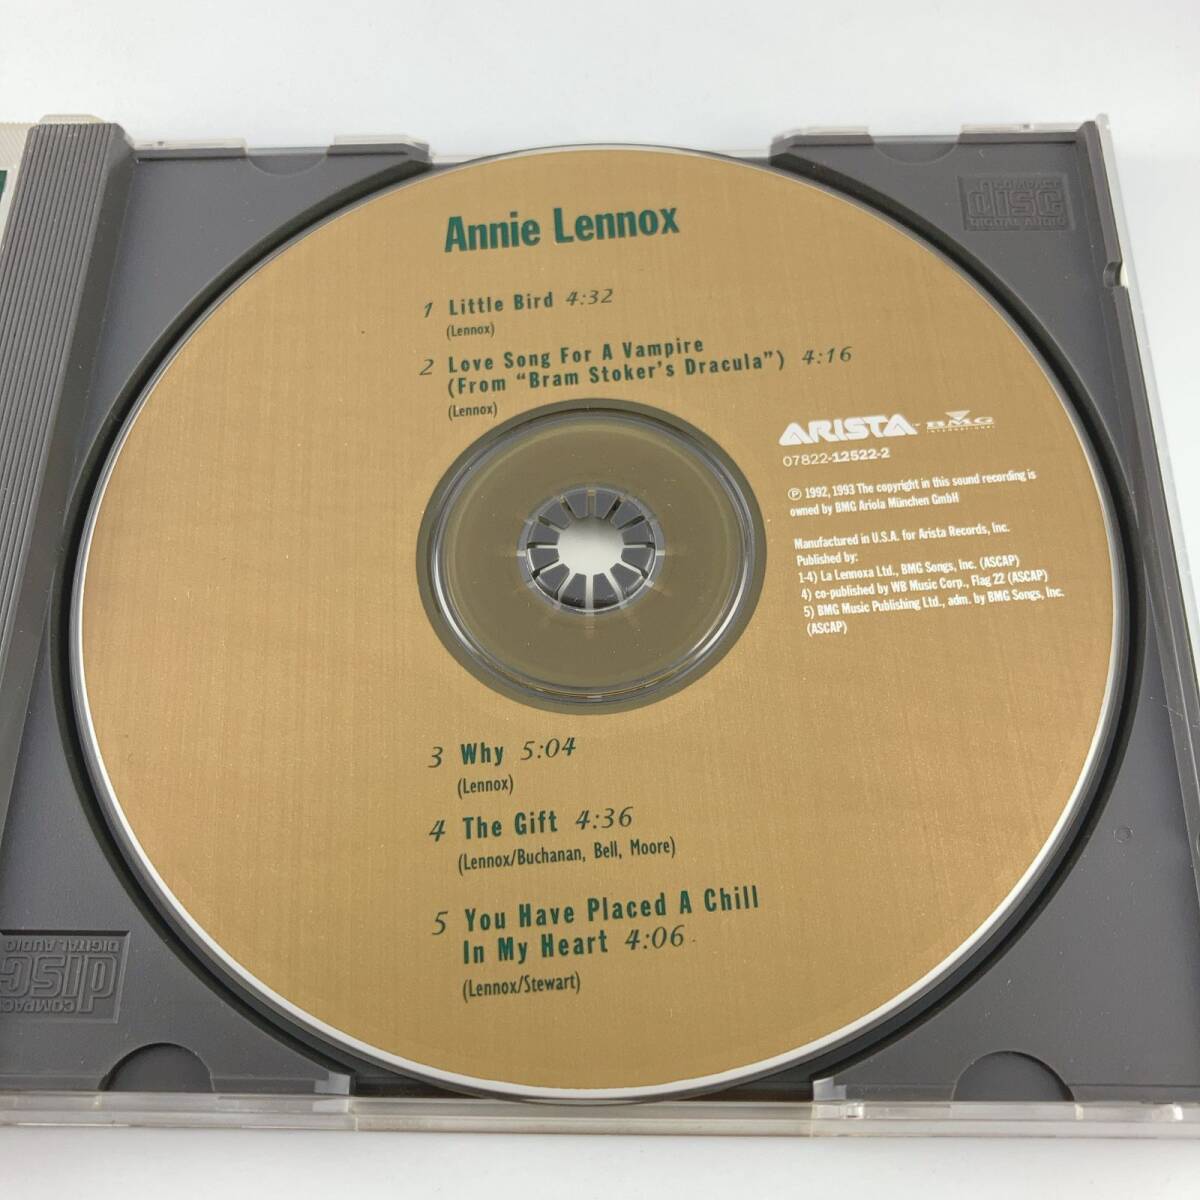 Annie Lennox
1 Little Bird 4:32
(Lennox)
2 Love Song For A Vampire
(From “Bram Stoker's Dracula”) 4:16
(Lennox)
ARISTA™ BMG
INTERNATIONAL
07822-12522-2
℗ 1992, 1993 The copyright in this sound recording is
owned by BMG Ariola München GmbH
Manufactured in U.S.A. for Arista Records, Inc.
Published by:
1-4) La Lennoxa Ltd., BMG Songs, Inc. (ASCAP)
4) co-published by WB Music Corp., Flag 22 (ASCAP)
5) BMG Music Publishing Ltd., adm. by BMG Songs, Inc.
(ASCAP)
3 Why 5:04
(Lennox)
4 The Gift 4:36
(Lennox/Buchanan, Bell, Moore)
5 You Have Placed A Chill
In My Heart 4:06
(Lennox/Stewart)
COMPACT
disc
DIGITAL AUDIO
COMPACT
disc
DIGITAL AUDIO